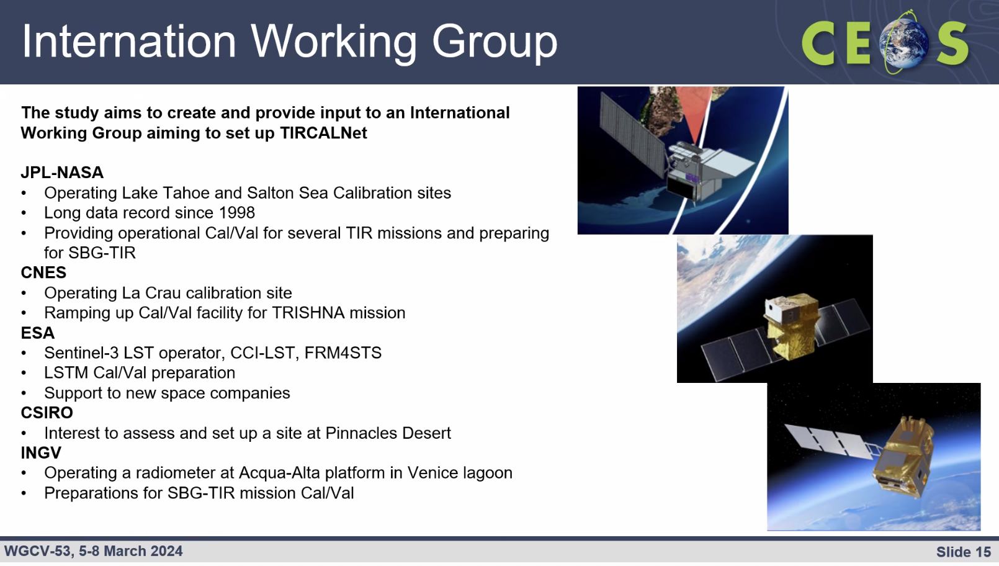 Internation Working Group
CEOS
The study aims to create and provide input to an International
Working Group aiming to set up TIRCALNet
JPL-NASA
• Operating Lake Tahoe and Salton Sea Calibration sites
• Long data record since 1998
• Providing operational Cal/Val for several TIR missions and preparing
for SBG-TIR
CNES
• Operating La Crau calibration site
• Ramping up Cal/Val facility for TRISHNA mission
ESA
• Sentinel-3 LST operator, CCI-LST, FRM4STS
• LSTM Cal/Val preparation
• Support to new space companies
CSIRO
• Interest to assess and set up a site at Pinnacles Desert
INGV
• Operating a radiometer at Acqua-Alta platform in Venice lagoon
• Preparations for SBG-TIR mission Cal/Val
WGCV-53, 5-8 March 2024
Slide 15